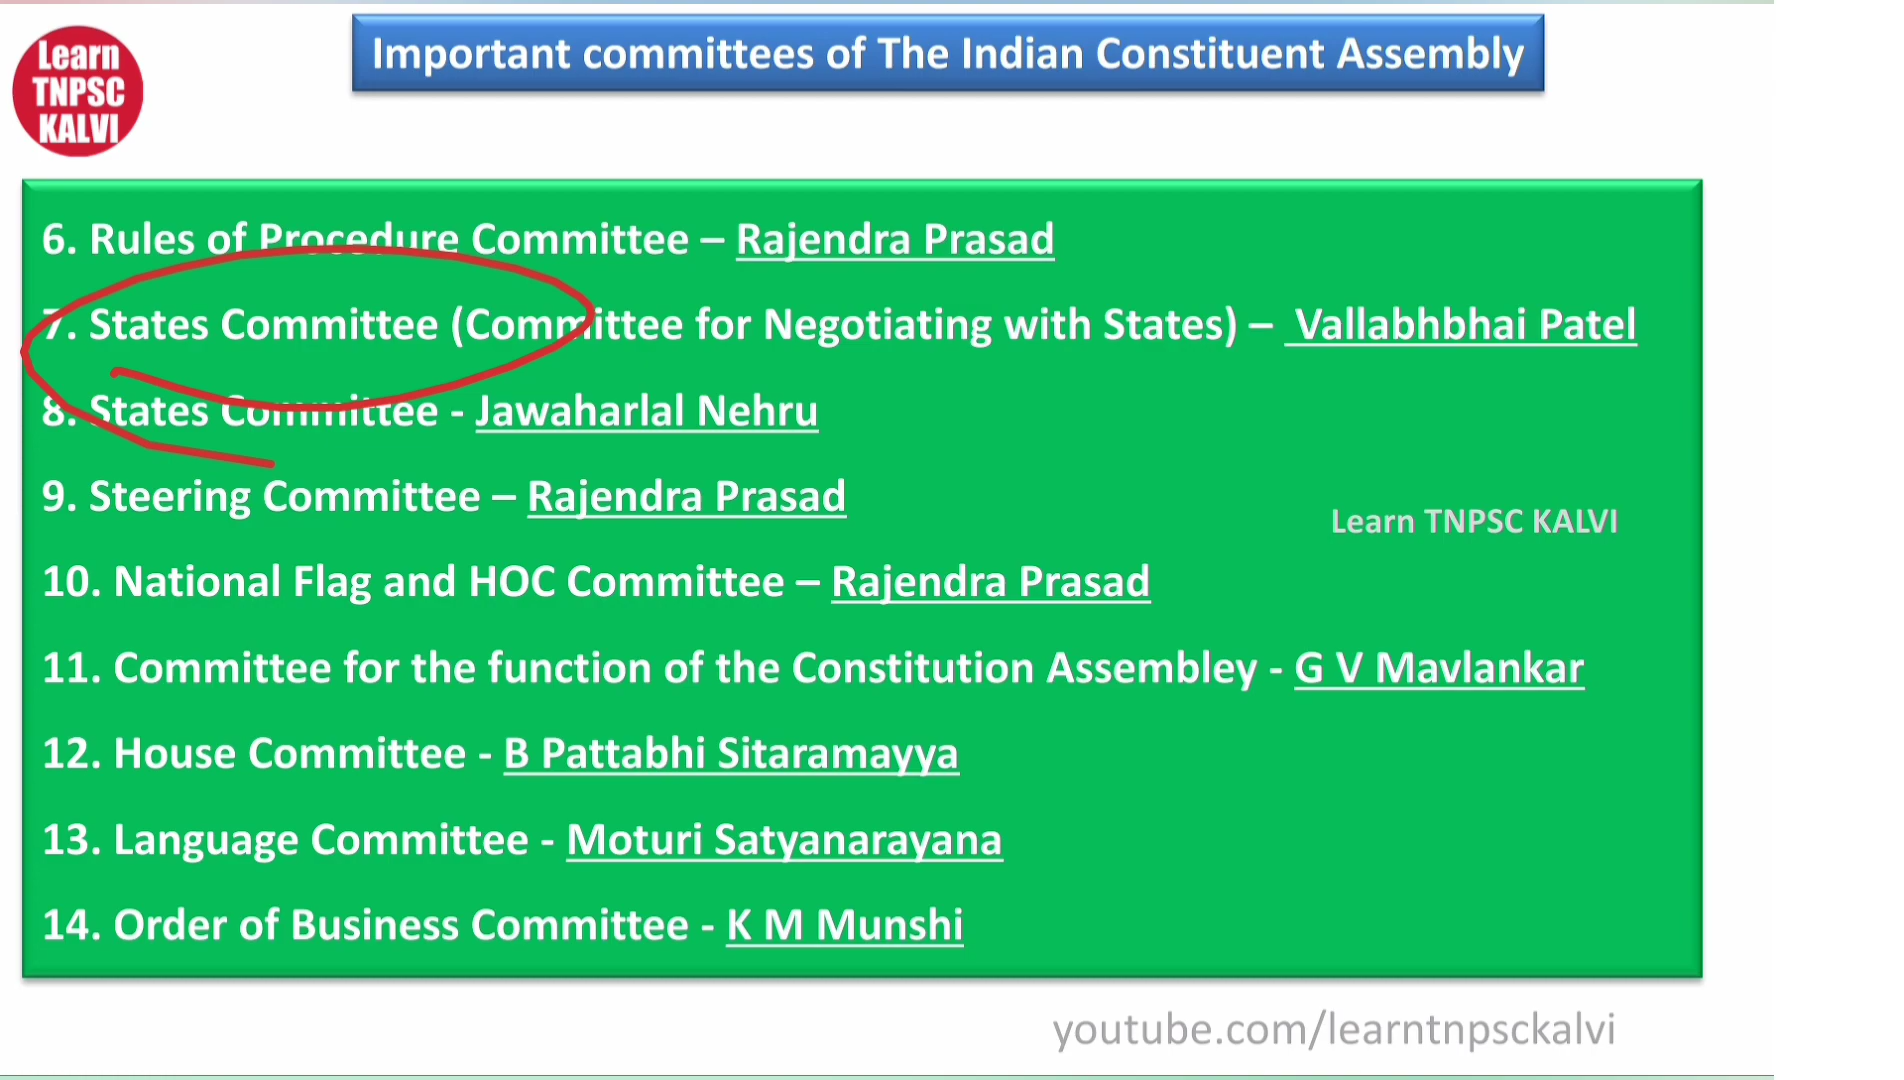 Learn
TNPSC
KALVI
Important committees of The Indian Constituent Assembly
6. Rules of Procedure Committee – Rajendra Prasad
7. States Committee (Committee for Negotiating with States) – Vallabhbhai Patel
8. States Committee - Jawaharlal Nehru
9. Steering Committee – Rajendra Prasad
Learn TNPSC KALVI
10. National Flag and HOC Committee – Rajendra Prasad
11. Committee for the function of the Constitution Assembley - G V Mavlankar
12. House Committee - B Pattabhi Sitaramayya
13. Language Committee - Moturi Satyanarayana
14. Order of Business Committee - K M Munshi
youtube.com/learntnpsckalvi